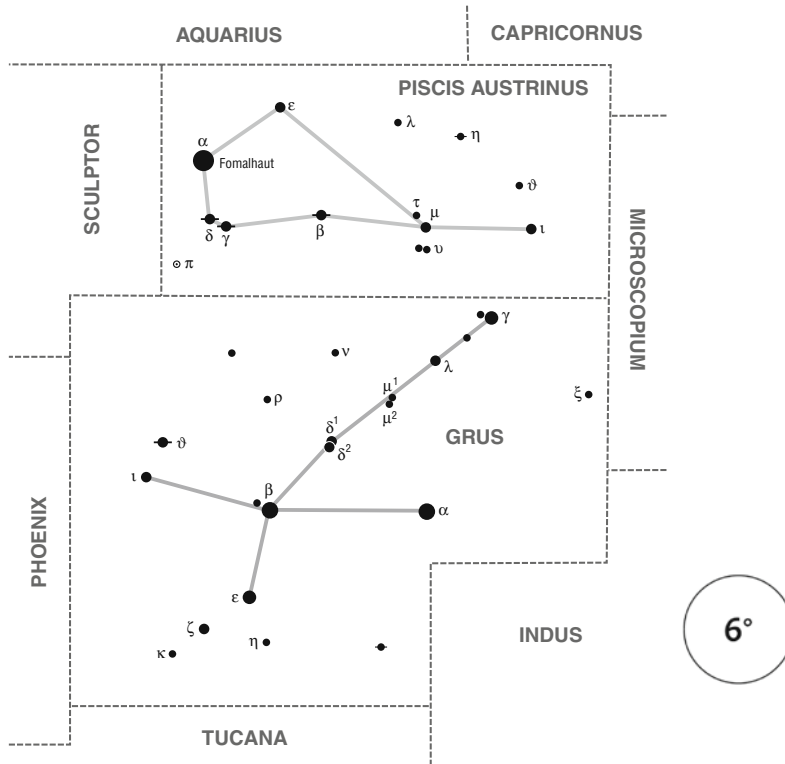 AQUARIUS
CAPRICORNUS
PISCIS AUSTRINUS
SCULPTOR
MICROSCOPIUM
ε
λ
η
α
Fomalhaut
ϑ
τ
μ
ι
δ
γ
β
υ
π
γ
ν
λ
ξ
ρ
μ¹
μ²
δ¹
δ²
GRUS
ϑ
ι
β
α
PHOENIX
ε
ζ
η
κ
INDUS
6°
TUCANA